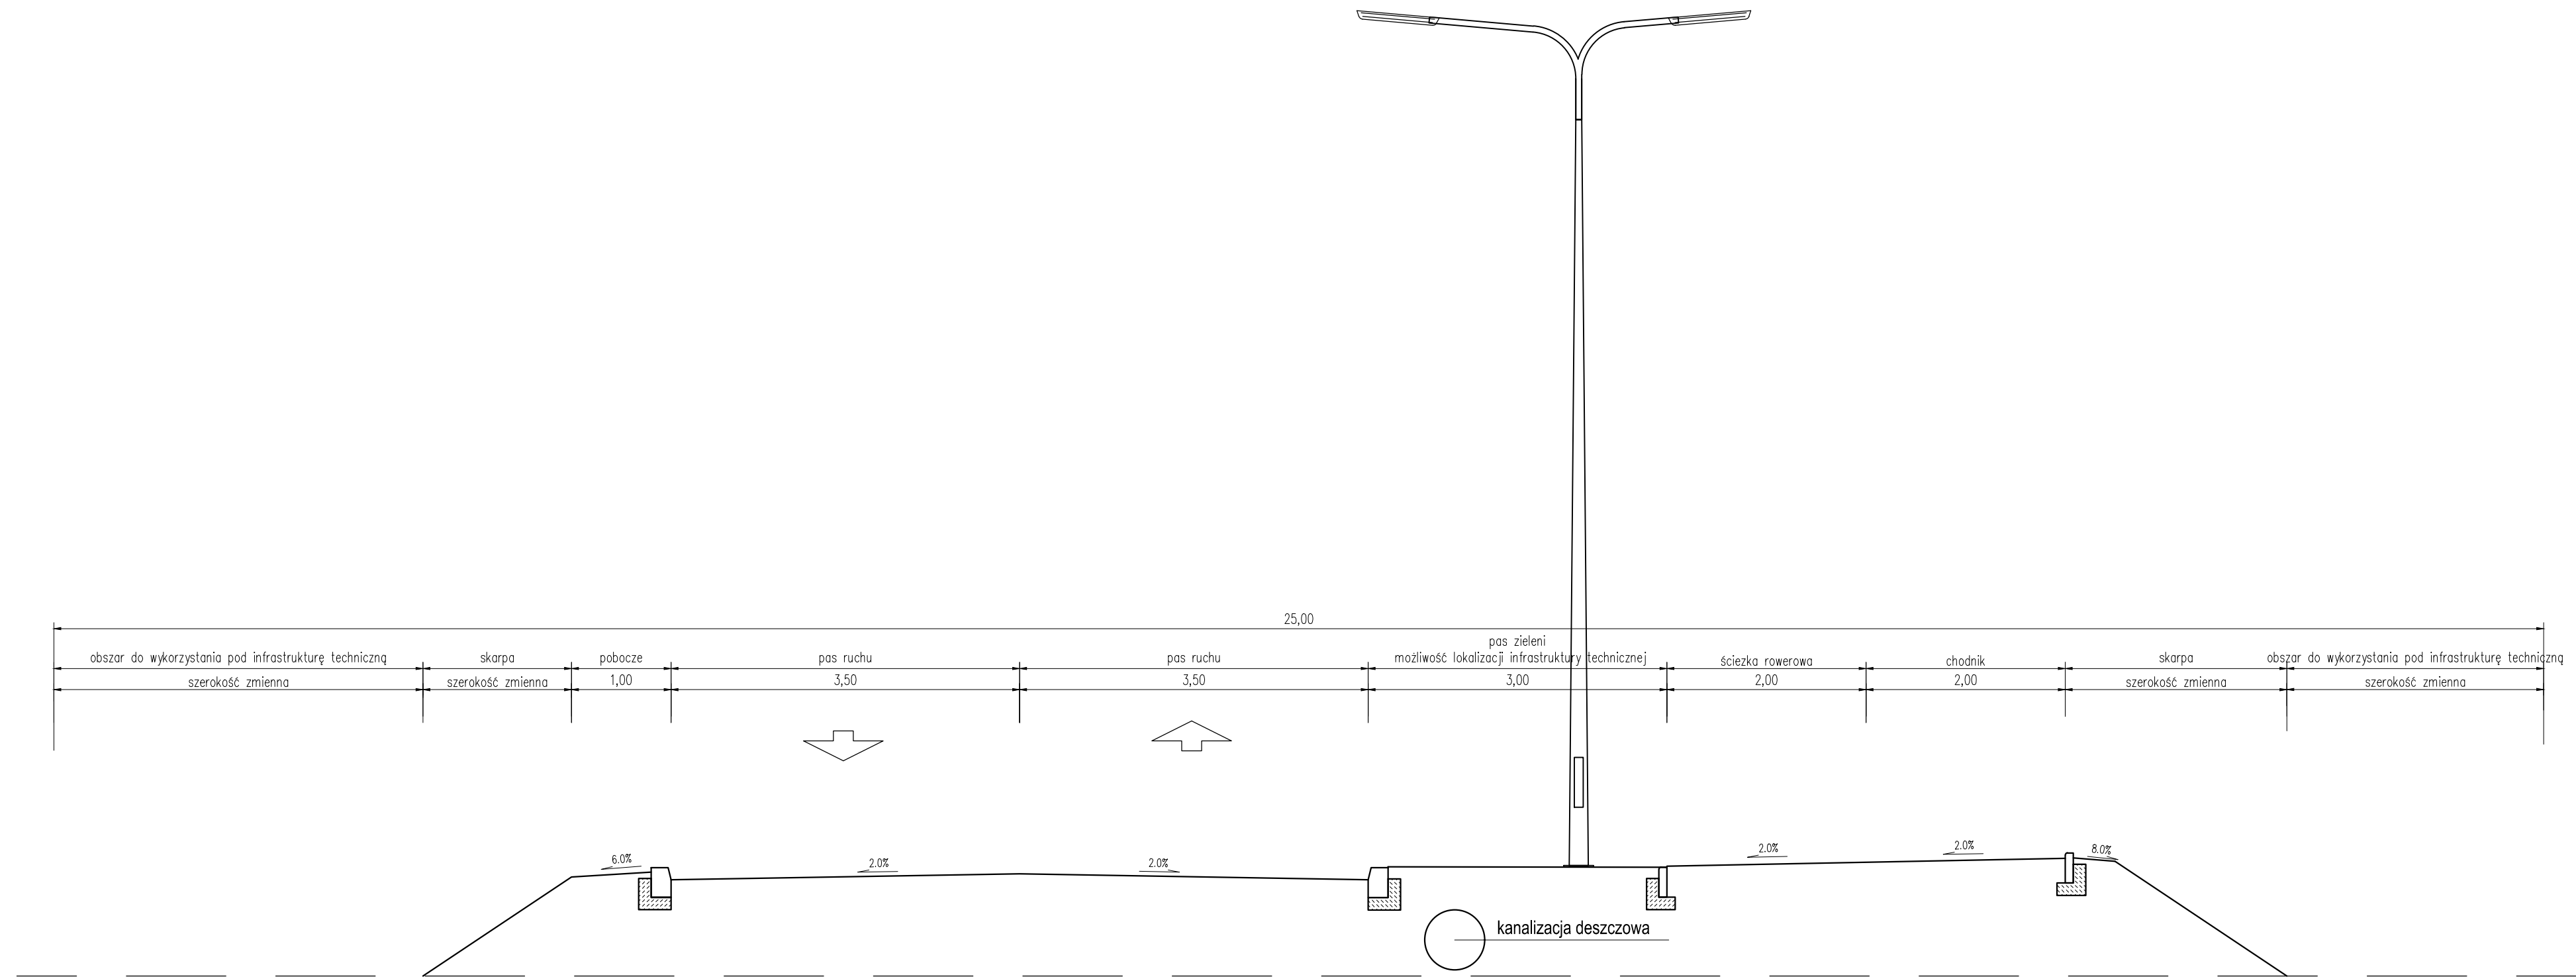 25,00
pas zieleni
obszar do wykorzystania pod infrastrukturę techniczną skarpa pobocze pas ruchu pas ruchu możliwość lokalizacji infrastruktury technicznej ściezka rowerowa chodnik skarpa obszar do wykorzystania pod infrastrukturę techniczną
szerokość zmienna szerokość zmienna 1,00 3,50 3,50 3,00 2,00 2,00 szerokość zmienna szerokość zmienna
6.0% 2.0% 2.0% 2.0% 2.0% 8.0%
kanalizacja deszczowa